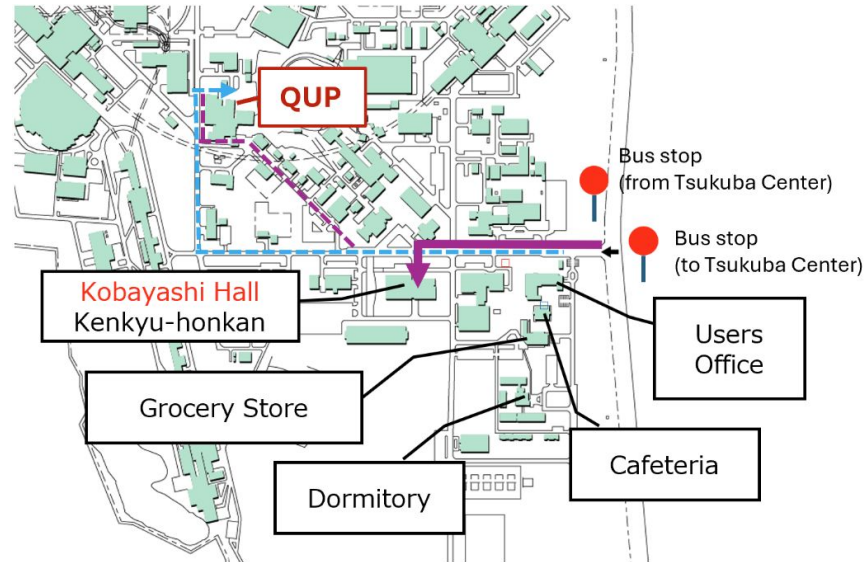 QUP
Bus stop
(from Tsukuba Center)
Bus stop
(to Tsukuba Center)
Kobayashi Hall
Kenkyu-honkan
Users
Office
Grocery Store
Cafeteria
Dormitory